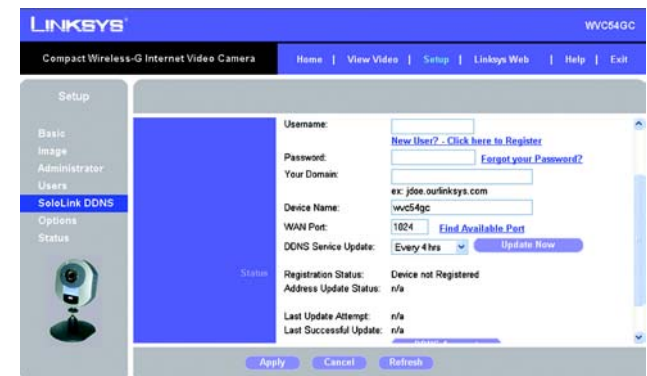 LINKSYS®
WVC54GC
Compact Wireless-G Internet Video Camera
Home | View Video | Setup | Linksys Web | Help | Exit
Setup
Basic
Image
Administrator
Users
SoloLink DDNS
Options
Status
Username:
New User? - Click here to Register
Password:
Forgot your Password?
Your Domain:
ex: jdoe.ourlinksys.com
Device Name: wvc54gc
WAN Port: 1024 Find Available Port
DDNS Service Update: Every 4 hrs Update Now
Status
Registration Status: Device not Registered
Address Update Status: n/a
Last Update Attempt: n/a
Last Successful Update: n/a
Apply Cancel Refresh